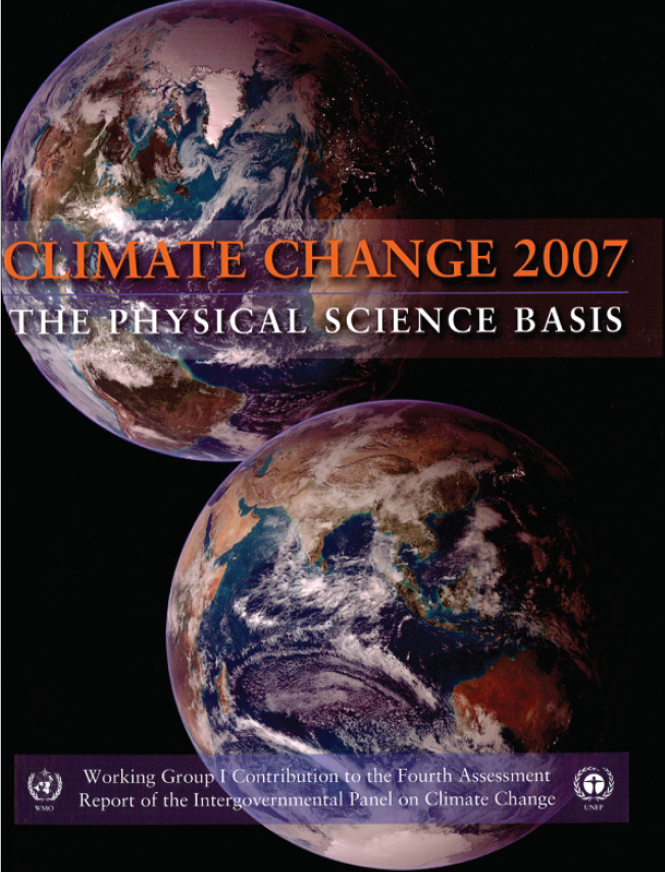 CLIMATE CHANGE 2007
THE PHYSICAL SCIENCE BASIS
Working Group I Contribution to the Fourth Assessment
Report of the Intergovernmental Panel on Climate Change
WMO
UNEP